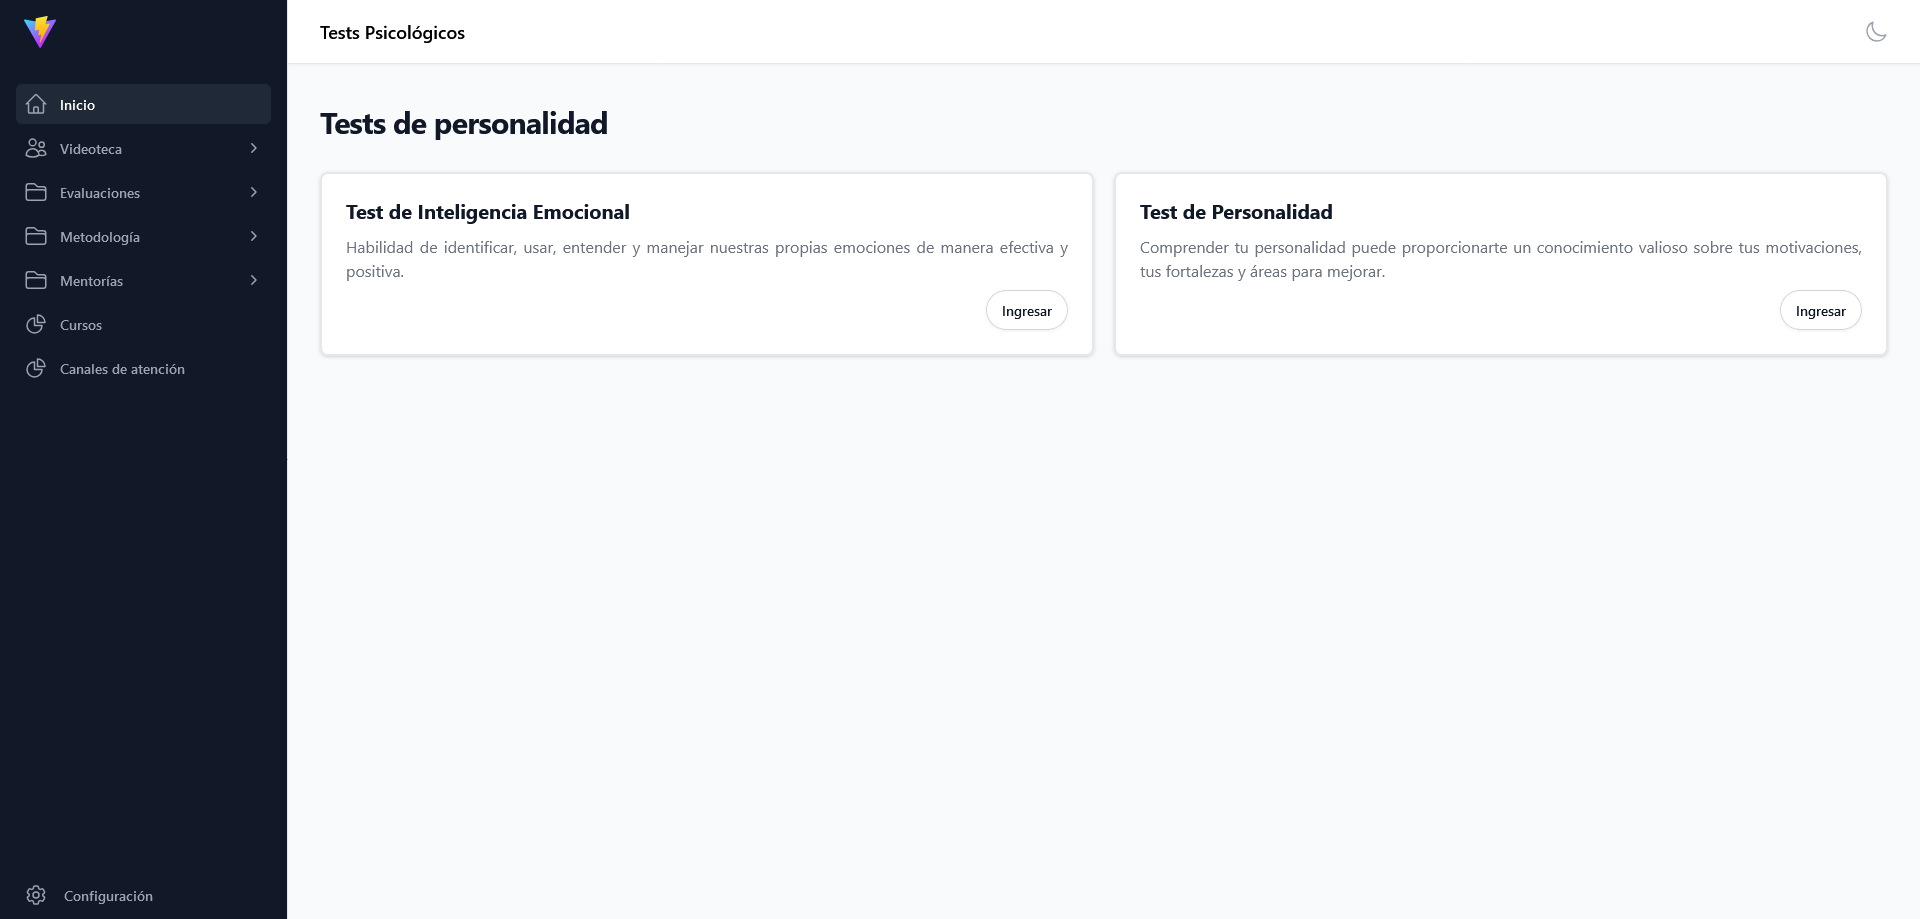 Tests Psicológicos
Inicio
Videoteca
Evaluaciones
Metodología
Mentorías
Cursos
Canales de atención
Configuración
Tests de personalidad
Test de Inteligencia Emocional
Habilidad de identificar, usar, entender y manejar nuestras propias emociones de manera efectiva y
positiva.
Ingresar
Test de Personalidad
Comprender tu personalidad puede proporcionarte un conocimiento valioso sobre tus motivaciones,
tus fortalezas y áreas para mejorar.
Ingresar